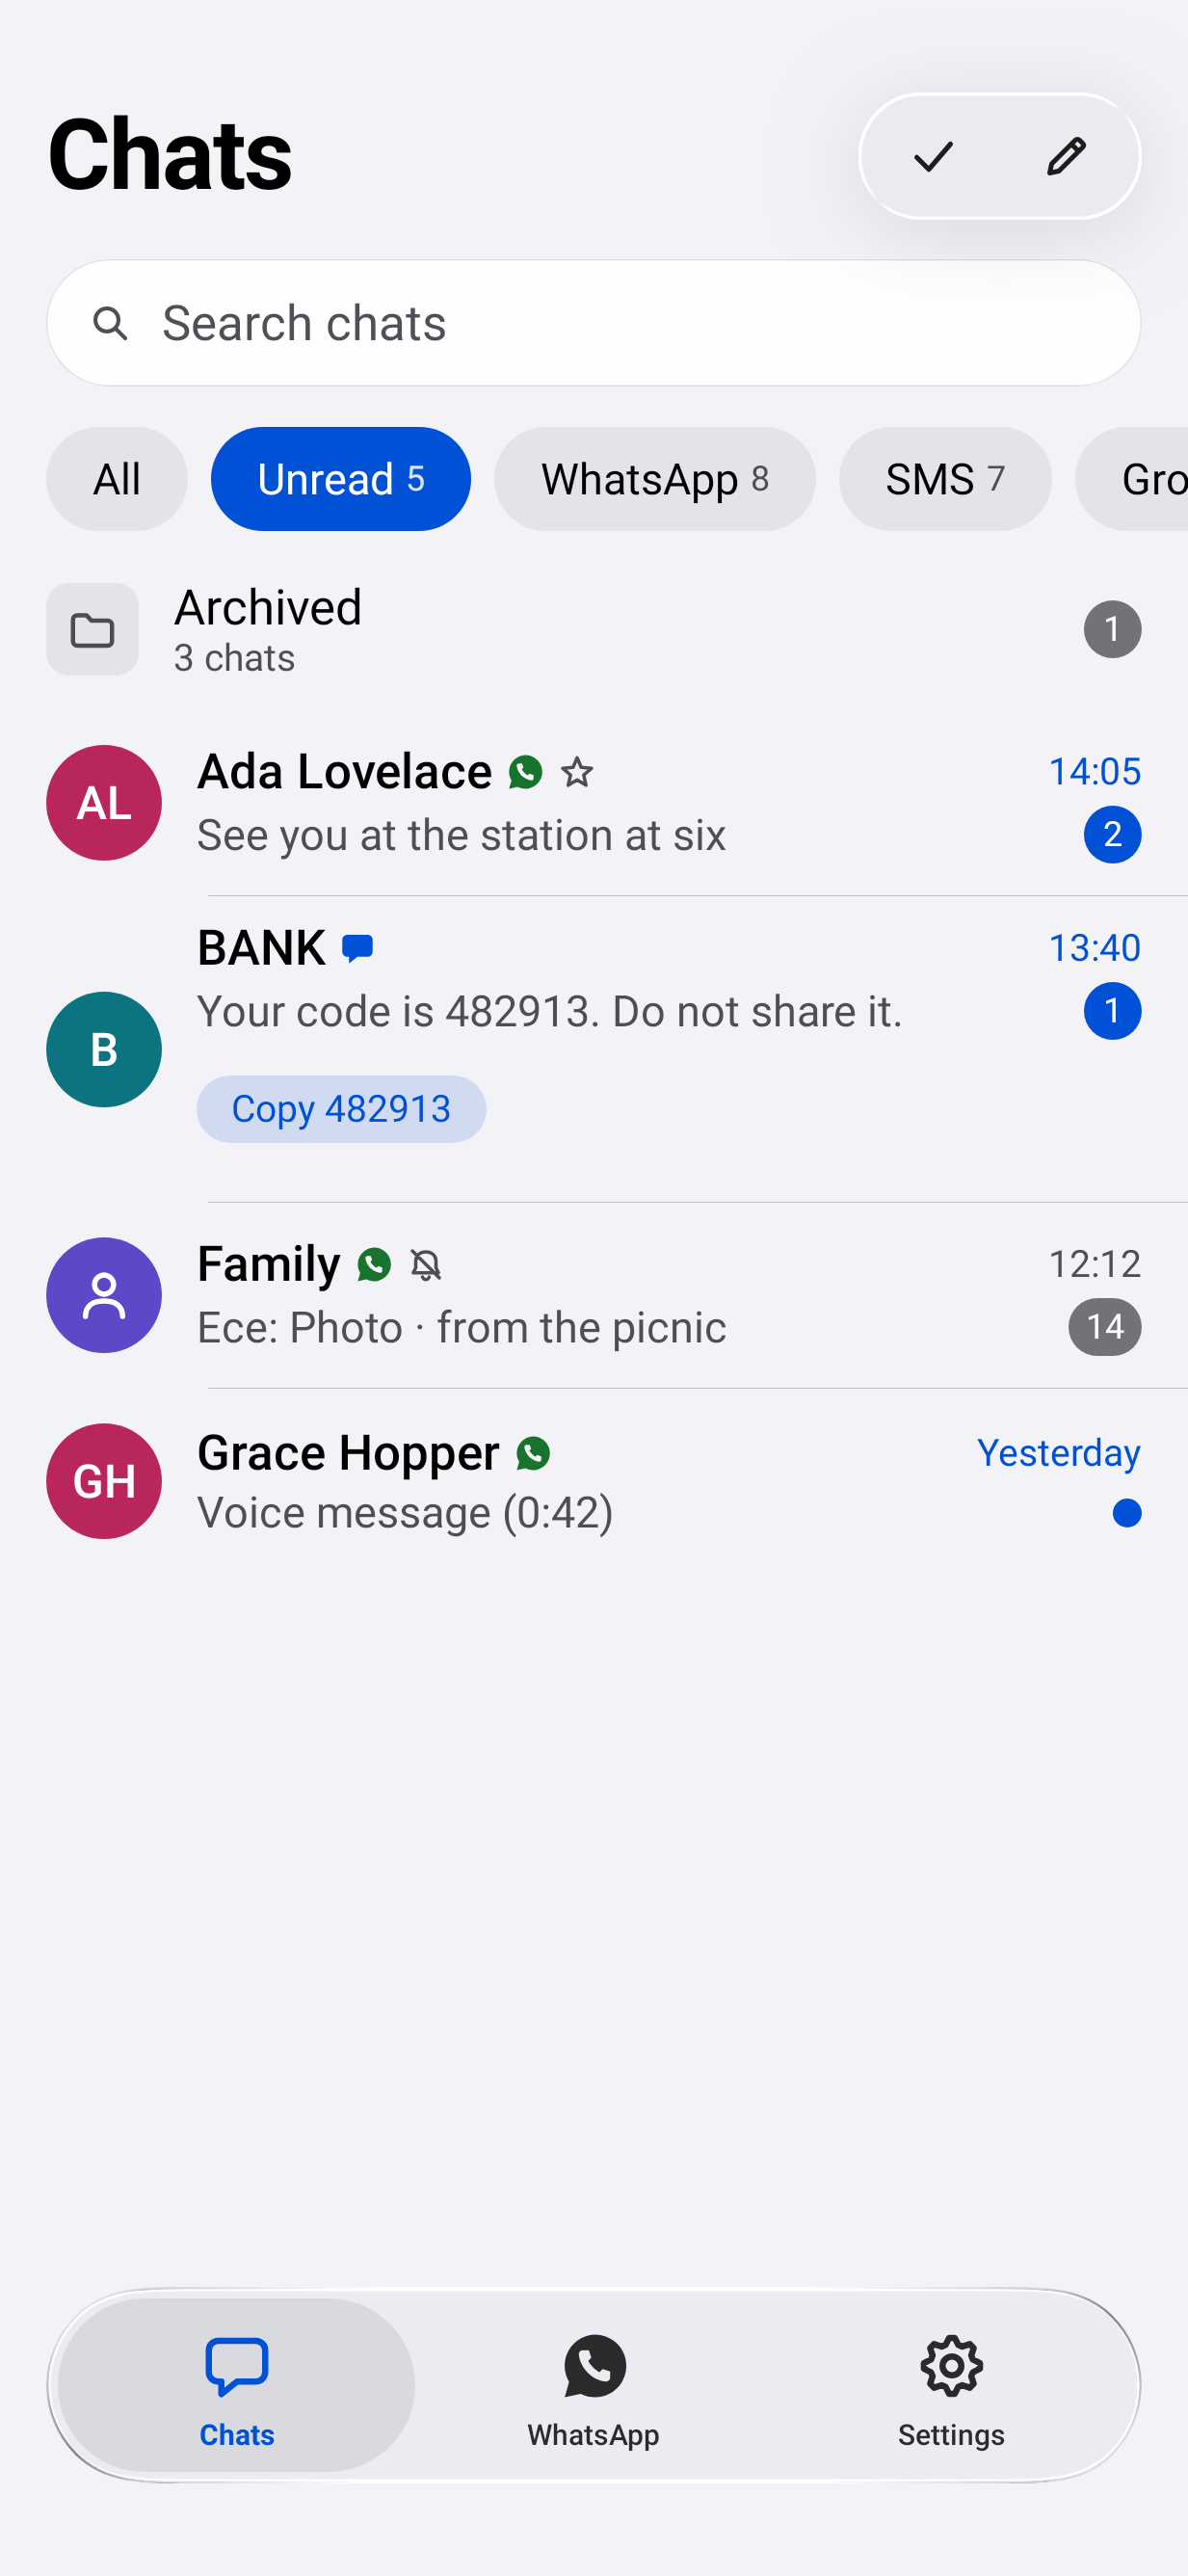 Chats
Search chats
All
Unread 5
WhatsApp 8
SMS 7
Gro
Archived
3 chats
1
AL
Ada Lovelace
14:05
See you at the station at six
2
BANK
13:40
B
Your code is 482913. Do not share it.
1
Copy 482913
Family
12:12
Ece: Photo · from the picnic
14
GH
Grace Hopper
Yesterday
Voice message (0:42)
Chats
WhatsApp
Settings